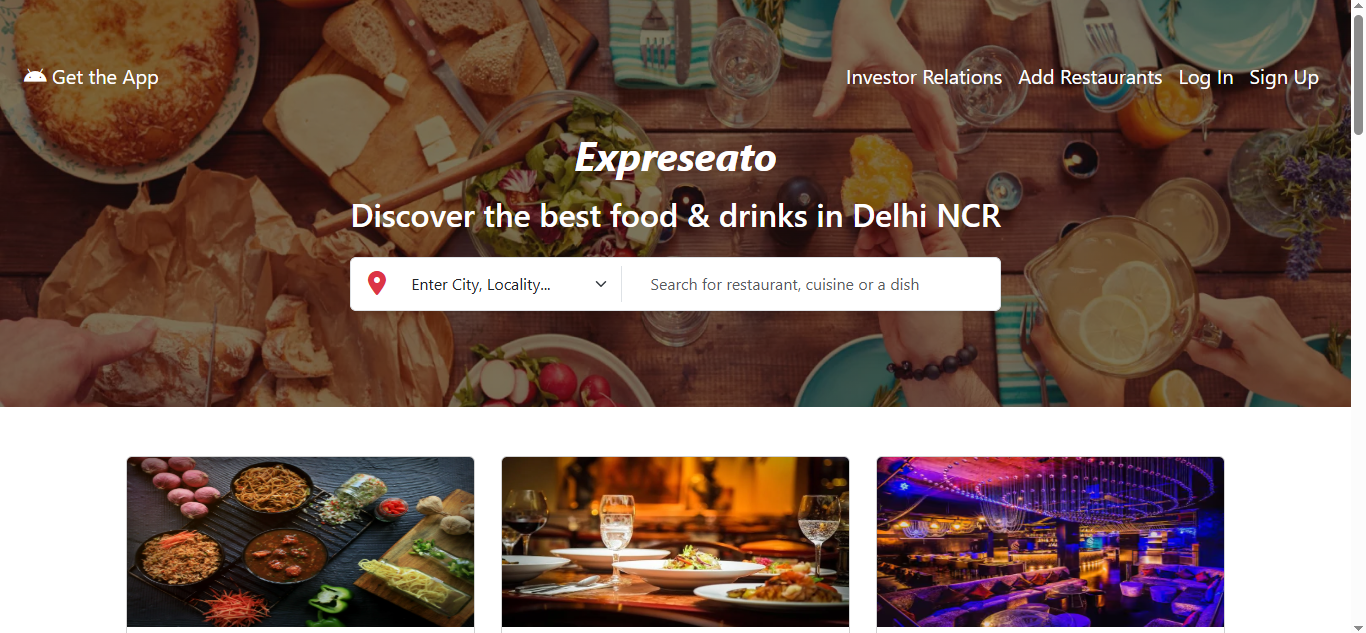 Get the App
Investor Relations Add Restaurants Log In Sign Up
Expreseato
Discover the best food & drinks in Delhi NCR
Enter City, Locality...
Search for restaurant, cuisine or a dish